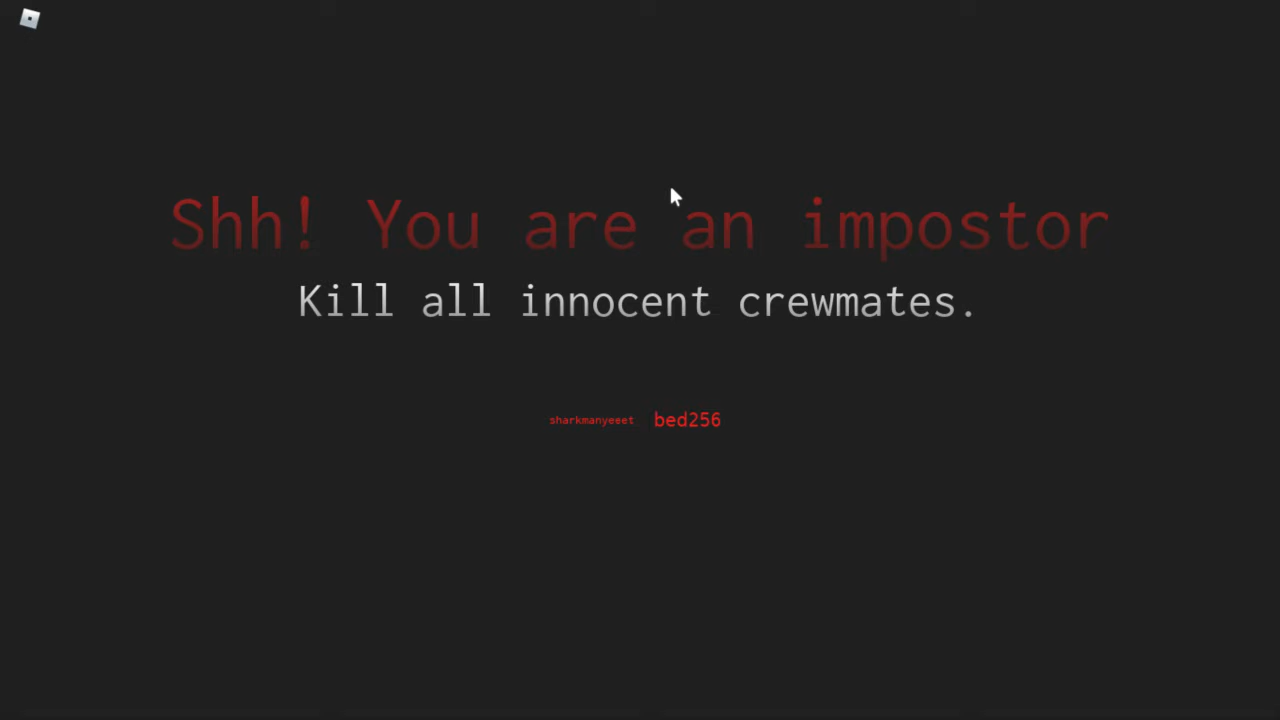 Shh! You are an impostor
Kill all innocent crewmates.
sharkmanyeeet bed256